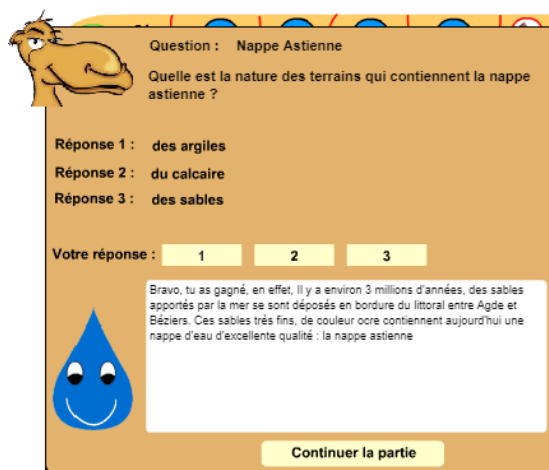 Question : Nappe Astienne
Quelle est la nature des terrains qui contiennent la nappe
astienne ?
Réponse 1 : des argiles
Réponse 2 : du calcaire
Réponse 3 : des sables
Votre réponse : 1 2 3
Bravo, tu as gagné, en effet, Il y a environ 3 millions d'années, des sables
apportés par la mer se sont déposés en bordure du littoral entre Agde et
Béziers. Ces sables très fins, de couleur ocre contiennent aujourd'hui une
nappe d'eau d'excellente qualité : la nappe astienne
Continuer la partie